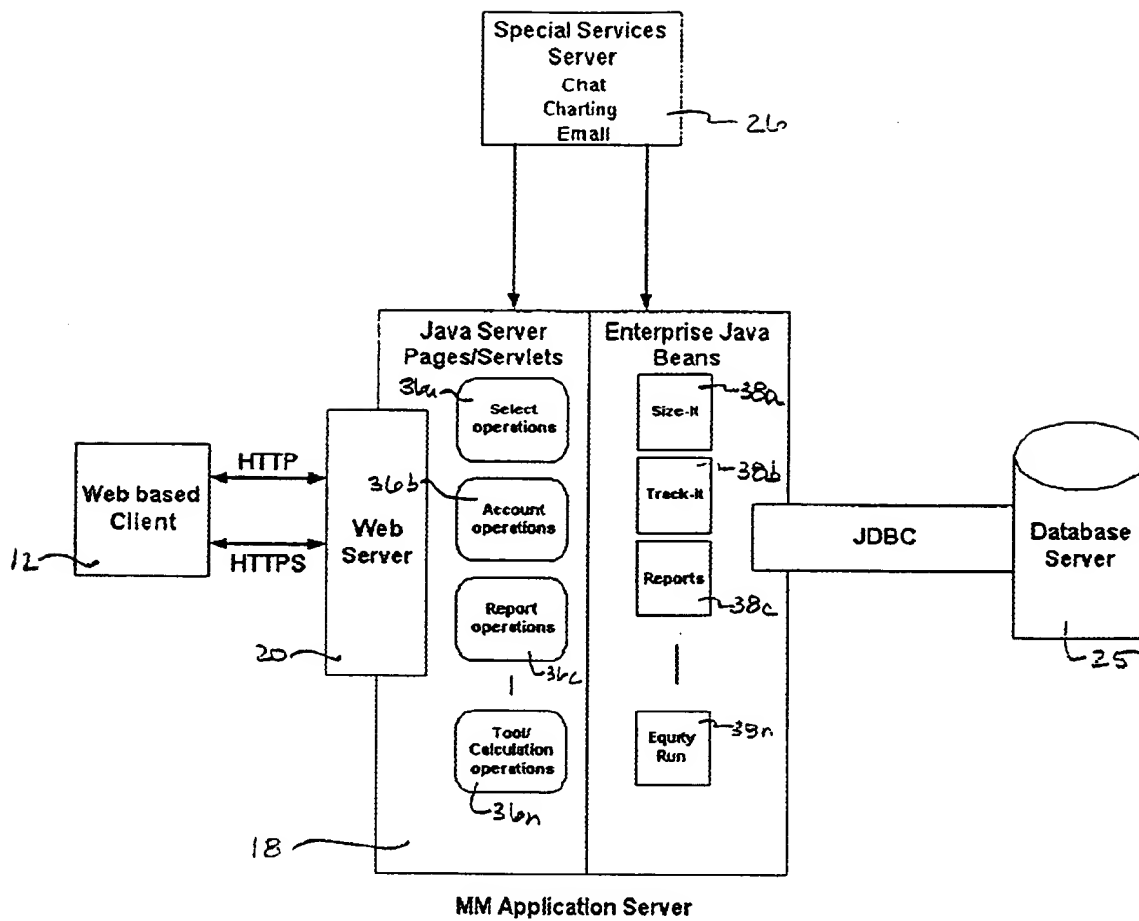 Special Services
Server
Chat
Charting
Email
26
Java Server
Pages/Servlets
Enterprise Java
Beans
36a
Select
operations
38a
Size-It
HTTP
Web based
Client
HTTPS
12
Web
Server
20
36b
Account
operations
38b
Track-It
JDBC
Database
Server
25
Report
operations
36c
Reports
38c
Tool/
Calculation
operations
36n
Equity
Run
38n
18
MM Application Server